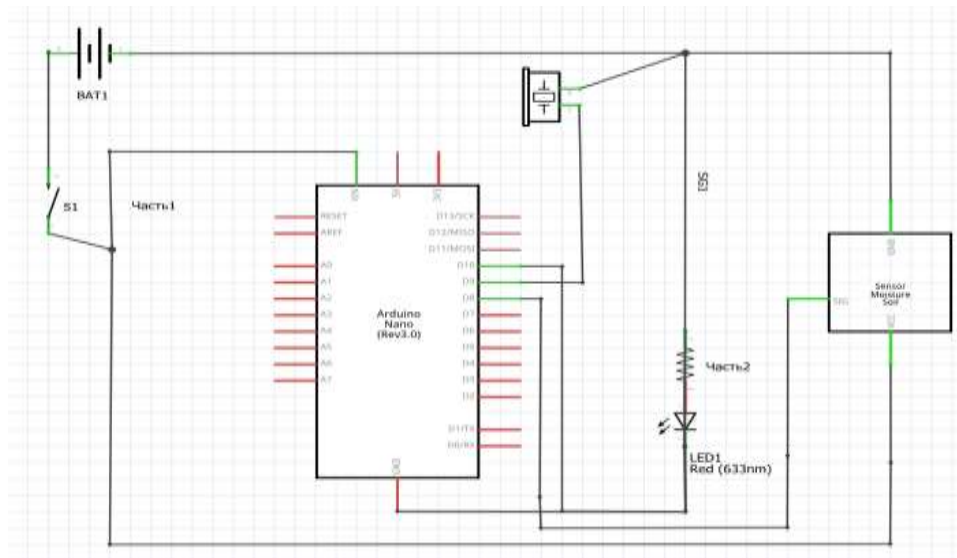 BAT1
S1
Часть1
RESET
AREF
A0
A1
A2
A3
A4
A5
A6
A7
D13/SCK
D12/MISO
D11/MOSI
D10
D9
D8
D7
D6
D5
D4
D3
D2
D1/TX
D0/RX
GND
Arduino
Nano
(Rev3.0)
SG1
Часть2
LED1
Red (633nm)
Sensor
Moisture
Soil
SIG